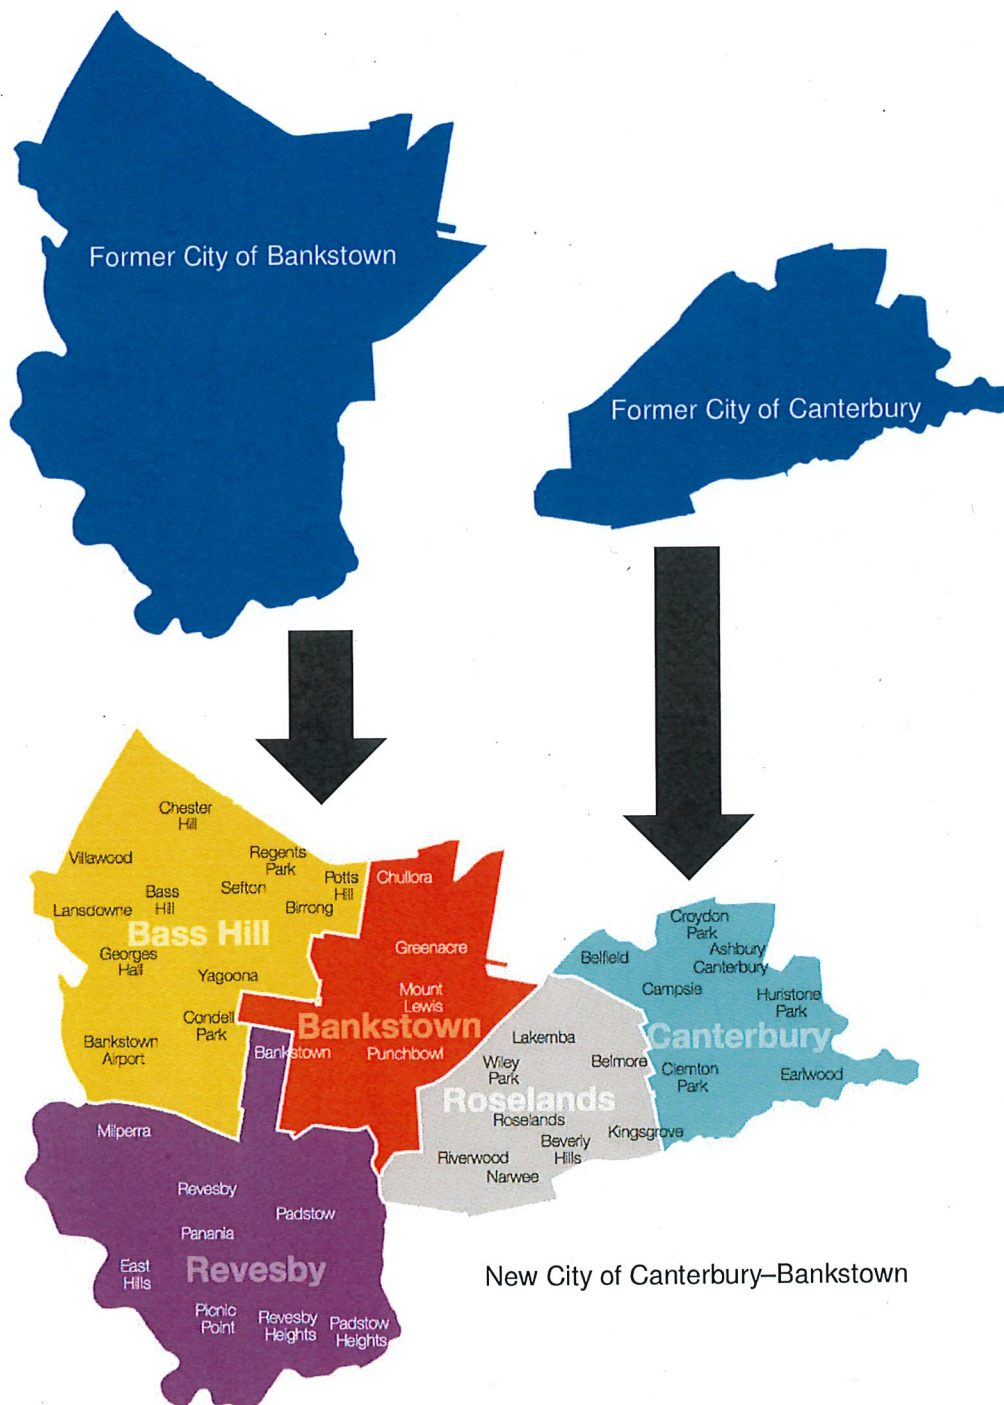 Former City of Bankstown
Former City of Canterbury
Chester
Hill
Villawood
Regents
Park
Sefton
Potts
Hill
Bass
Hill
Lansdowne
Birrong
Bass Hill
Georges
Hall
Yagoona
Condell
Park
Bankstown
Airport
Chullora
Greenacre
Mount
Lewis
Bankstown
Bankstown
Punchbowl
Croydon
Park
Ashbury
Belfield
Canterbury
Campsie
Hurlstone
Park
Canterbury
Clemton
Park
Earlwood
Lakemba
Wiley
Park
Belmore
Roselands
Roselands
Kingsgrove
Beverly
Hills
Riverwood
Narwee
Milperra
Revesby
Padstow
Panania
East
Hills
Revesby
Picnic
Point
Revesby
Heights
Padstow
Heights
New City of Canterbury–Bankstown